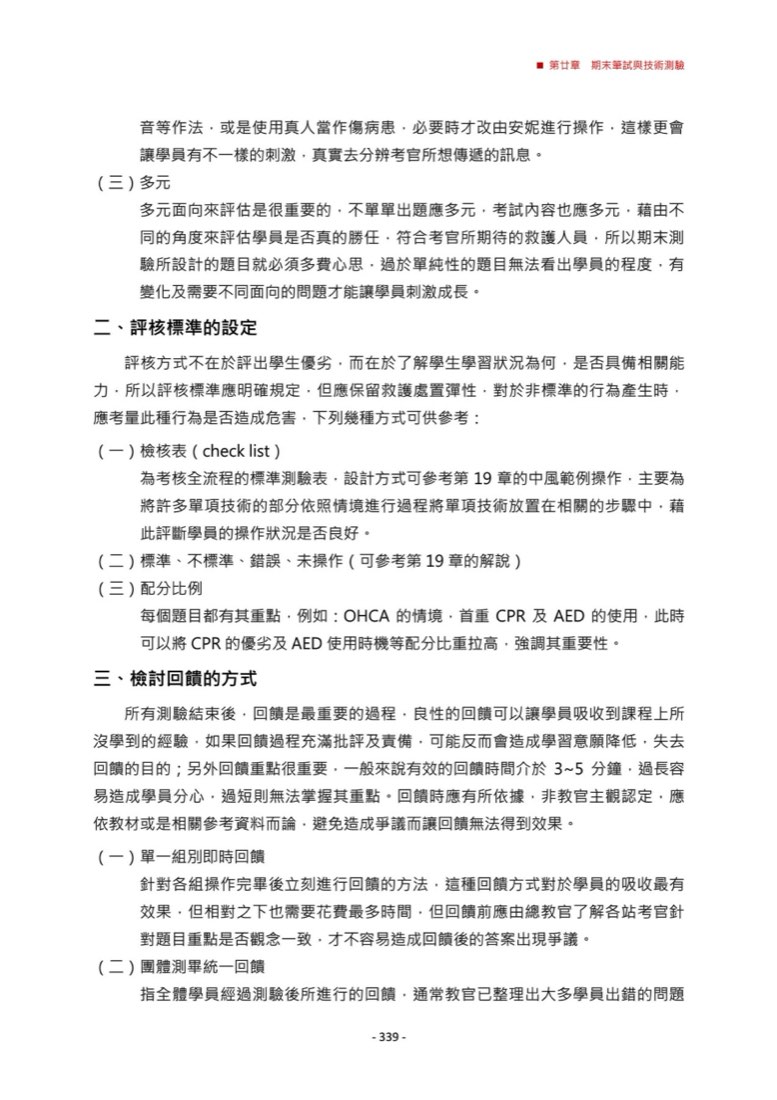 ■ 第廿章 期末筆試與技術測驗
音等作法，或是使用真人當作傷病患，必要時才改由安妮進行操作，這樣更會
讓學員有不一樣的刺激，真實去分辨考官所想傳遞的訊息。
（三）多元
多元面向來評估是很重要的，不單單出題應多元，考試內容也應多元，藉由不
同的角度來評估學員是否真的勝任，符合考官所期待的救護人員，所以期末測
驗所設計的題目就必須多費心思，過於單純性的題目無法看出學員的程度，有
變化及需要不同面向的問題才能讓學員刺激成長。
二、評核標準的設定
評核方式不在於評出學生優劣，而在於了解學生學習狀況為何，是否具備相關能
力，所以評核標準應明確規定，但應保留救護處置彈性，對於非標準的行為產生時，
應考量此種行為是否造成危害，下列幾種方式可供參考：
（一）檢核表（check list）
為考核全流程的標準測驗表，設計方式可參考第 19 章的中風範例操作，主要為
將許多單項技術的部分依照情境進行過程將單項技術放置在相關的步驟中，藉
此評斷學員的操作狀況是否良好。
（二）標準、不標準、錯誤、未操作（可參考第 19 章的解說）
（三）配分比例
每個題目都有其重點，例如：OHCA 的情境，首重 CPR 及 AED 的使用，此時
可以將 CPR 的優劣及 AED 使用時機等配分比重拉高，強調其重要性。
三、檢討回饋的方式
所有測驗結束後，回饋是最重要的過程，良性的回饋可以讓學員吸收到課程上所
沒學到的經驗，如果回饋過程充滿批評及責備，可能反而會造成學習意願降低，失去
回饋的目的；另外回饋重點很重要，一般來說有效的回饋時間介於 3~5 分鐘，過長容
易造成學員分心，過短則無法掌握其重點。回饋時應有所依據，非教官主觀認定，應
依教材或是相關參考資料而論，避免造成爭議而讓回饋無法得到效果。
（一）單一組別即時回饋
針對各組操作完畢後立刻進行回饋的方法，這種回饋方式對於學員的吸收最有
效果，但相對之下也需要花費最多時間，但回饋前應由總教官了解各站考官針
對題目重點是否觀念一致，才不容易造成回饋後的答案出現爭議。
（二）團體測畢統一回饋
指全體學員經過測驗後所進行的回饋，通常教官已整理出大多學員出錯的問題
- 339 -